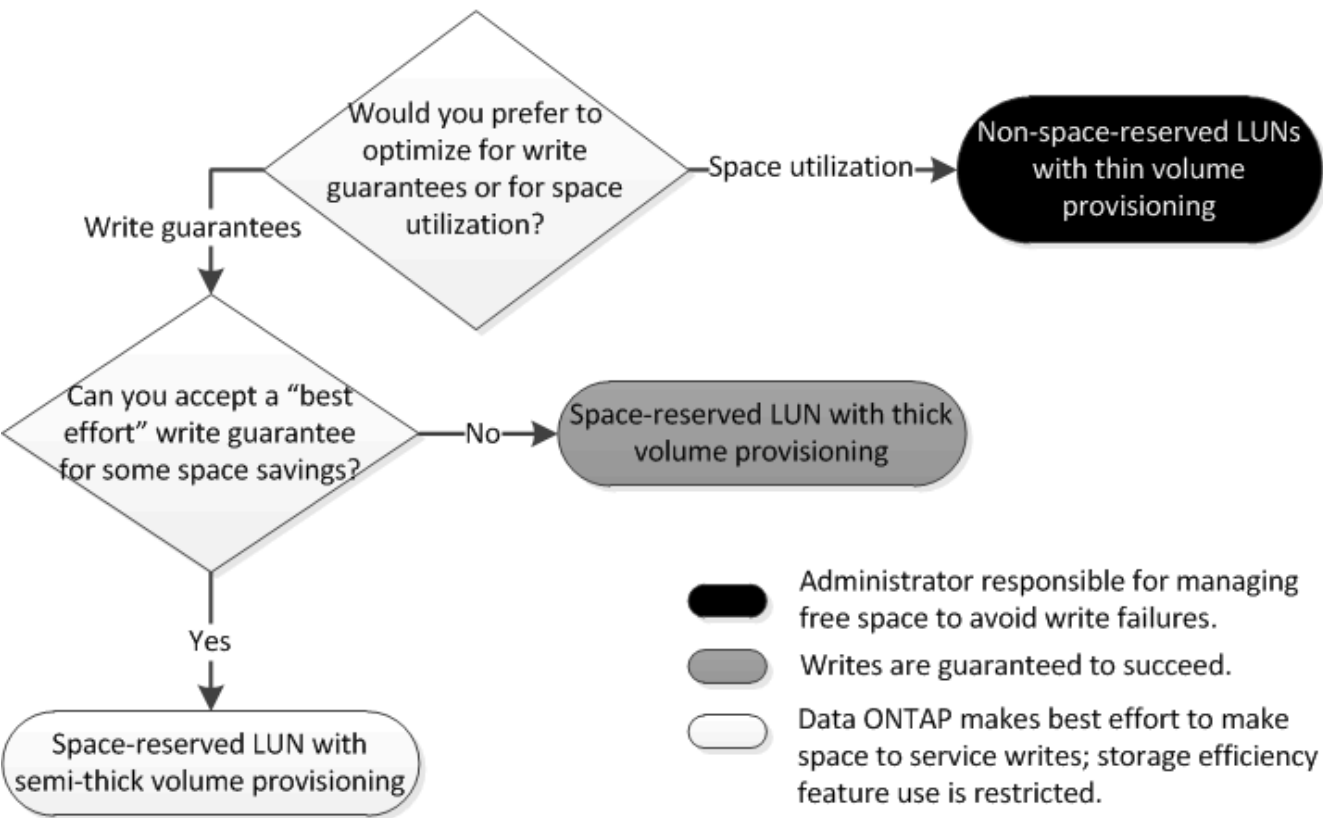 Would you prefer to
optimize for write
guarantees or for space
utilization?
Space utilization
Non-space-reserved LUNs
with thin volume
provisioning
Write guarantees
Can you accept a “best
effort” write guarantee
for some space savings?
No
Space-reserved LUN with thick
volume provisioning
Yes
Space-reserved LUN with
semi-thick volume provisioning
Administrator responsible for managing
free space to avoid write failures.
Writes are guaranteed to succeed.
Data ONTAP makes best effort to make
space to service writes; storage efficiency
feature use is restricted.